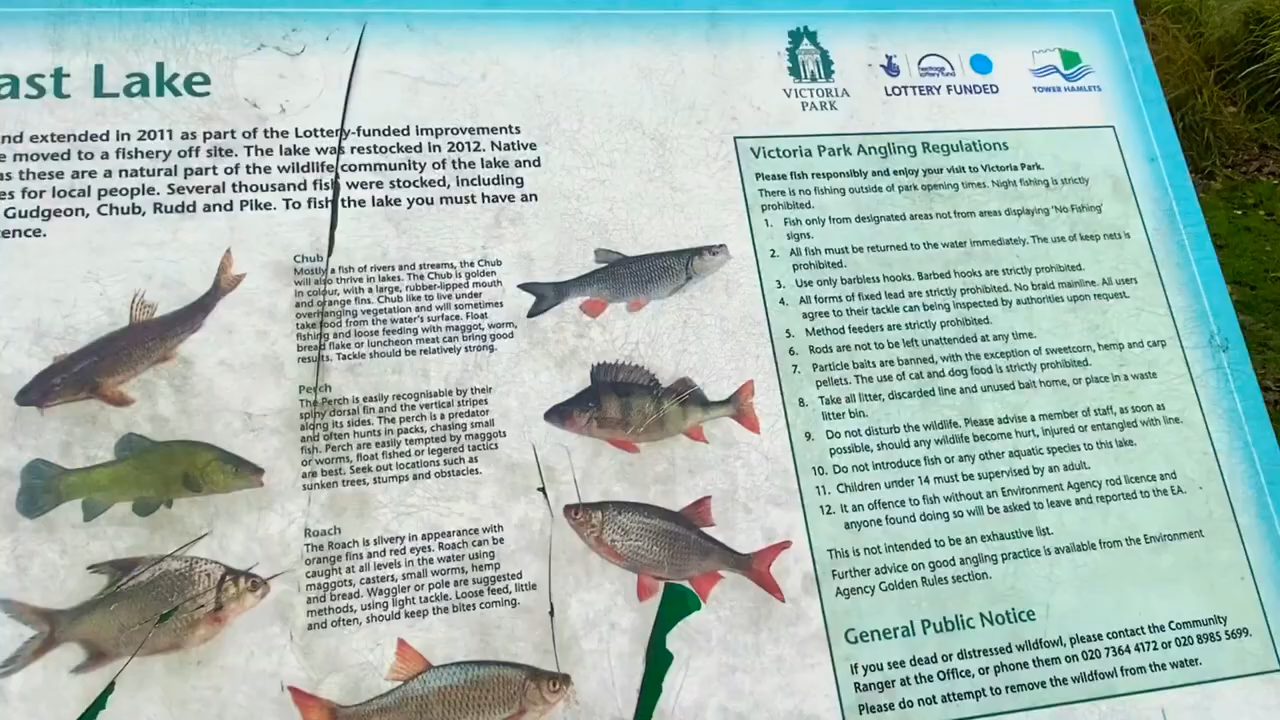 ast Lake
nd extended in 2011 as part of the Lottery-funded improvements
e moved to a fishery off site. The lake was restocked in 2012. Native
as these are a natural part of the wildlife community of the lake and
es for local people. Several thousand fish were stocked, including
Gudgeon, Chub, Rudd and Pike. To fish the lake you must have an
ence.
Chub
Mostly a fish of rivers and streams, the Chub
will also thrive in lakes. The Chub is golden
in colour, with a large, rubber-lipped mouth
and orange fins. Chub like to live under
overhanging vegetation and will sometimes
take food from the water's surface. Float
fishing and loose feeding with maggot, worm,
bread flake or luncheon meat can bring good
results. Tackle should be relatively strong.
Perch
The Perch is easily recognisable by their
spiny dorsal fin and the vertical stripes
along its sides. The perch is a predator
and often hunts in packs, chasing small
fish. Perch are easily tempted by maggots
or worms, float fished or legered tactics
are best. Seek out locations such as
sunken trees, stumps and obstacles.
Roach
The Roach is silvery in appearance with
orange fins and red eyes. Roach can be
caught at all levels in the water using
maggots, casters, small worms, hemp
and bread. Waggler or pole are suggested
methods, using light tackle. Loose feed, little
and often, should keep the bites coming.
VICTORIA
PARK
heritage
lottery fund
LOTTERY FUNDED
TOWER HAMLETS
Victoria Park Angling Regulations
Please fish responsibly and enjoy your visit to Victoria Park.
There is no fishing outside of park opening times. Night fishing is strictly
prohibited.
1. Fish only from designated areas not from areas displaying 'No Fishing'
signs.
2. All fish must be returned to the water immediately. The use of keep nets is
prohibited.
3. Use only barbless hooks. Barbed hooks are strictly prohibited.
4. All forms of fixed lead are strictly prohibited. No braid mainline. All users
agree to their tackle can being inspected by authorities upon request.
5. Method feeders are strictly prohibited.
6. Rods are not to be left unattended at any time.
7. Particle baits are banned, with the exception of sweetcorn, hemp and carp
pellets. The use of cat and dog food is strictly prohibited.
8. Take all litter, discarded line and unused bait home, or place in a waste
litter bin.
9. Do not disturb the wildlife. Please advise a member of staff, as soon as
possible, should any wildlife become hurt, injured or entangled with line.
10. Do not introduce fish or any other aquatic species to this lake.
11. Children under 14 must be supervised by an adult.
12. It an offence to fish without an Environment Agency rod licence and
anyone found doing so will be asked to leave and reported to the EA.
This is not intended to be an exhaustive list.
Further advice on good angling practice is available from the Environment
Agency Golden Rules section.
General Public Notice
If you see dead or distressed wildfowl, please contact the Community
Ranger at the Office, or phone them on 020 7364 4172 or 020 8985 5699.
Please do not attempt to remove the wildfowl from the water.